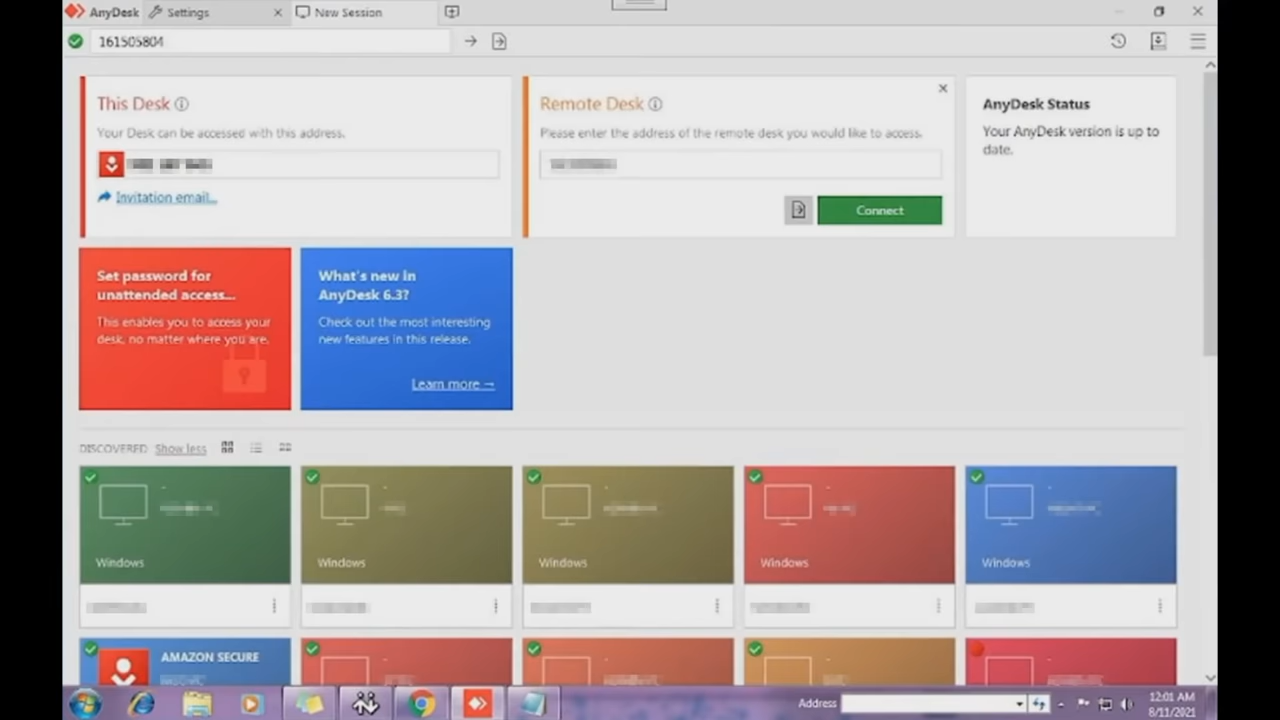 AnyDesk
Settings
New Session
161505804
This Desk
Your Desk can be accessed with this address.
Invitation email...
Remote Desk
Please enter the address of the remote desk you would like to access.
Connect
AnyDesk Status
Your AnyDesk version is up to
date.
Set password for
unattended access...
This enables you to access your
desk, no matter where you are.
What's new in
AnyDesk 6.3?
Check out the most interesting
new features in this release.
Learn more →
DISCOVERED Show less
Windows
Windows
Windows
Windows
Windows
AMAZON SECURE
Address
12:01 AM
8/11/2021